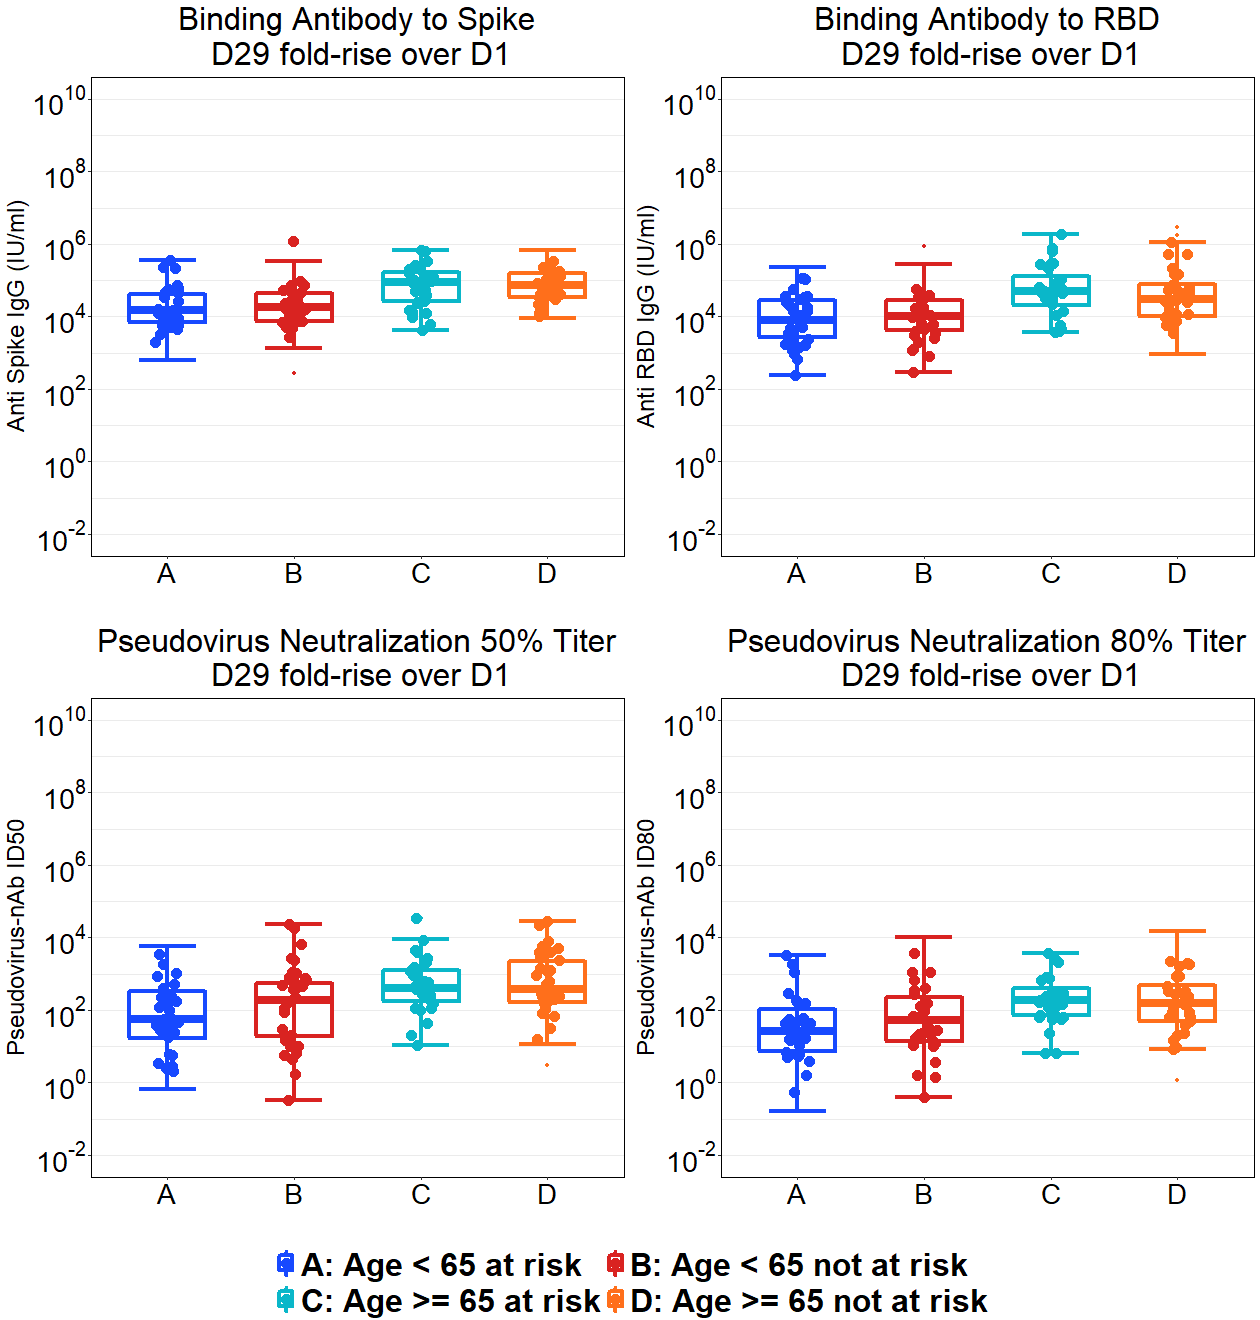 Binding Antibody to Spike
D29 fold-rise over D1
Anti Spike IgG (IU/ml)
10^10
10^8
10^6
10^4
10^2
10^0
10^-2
A B C D
Binding Antibody to RBD
D29 fold-rise over D1
Anti RBD IgG (IU/ml)
10^10
10^8
10^6
10^4
10^2
10^0
10^-2
A B C D
Pseudovirus Neutralization 50% Titer
D29 fold-rise over D1
Pseudovirus-nAb ID50
10^10
10^8
10^6
10^4
10^2
10^0
10^-2
A B C D
Pseudovirus Neutralization 80% Titer
D29 fold-rise over D1
Pseudovirus-nAb ID80
10^10
10^8
10^6
10^4
10^2
10^0
10^-2
A B C D
A: Age < 65 at risk B: Age < 65 not at risk
C: Age >= 65 at risk D: Age >= 65 not at risk